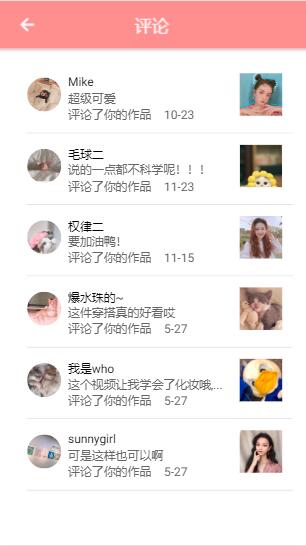 评论
Mike
超级可爱
评论了你的作品 10-23
毛球二
说的一点都不科学呢！！！
评论了你的作品 11-23
权律二
要加油鸭!
评论了你的作品 11-15
爆水珠的~
这件穿搭真的好看哎
评论了你的作品 5-27
我是who
这个视频让我学会了化妆哦,...
评论了你的作品 5-27
sunnygirl
可是这样也可以啊
评论了你的作品 5-27